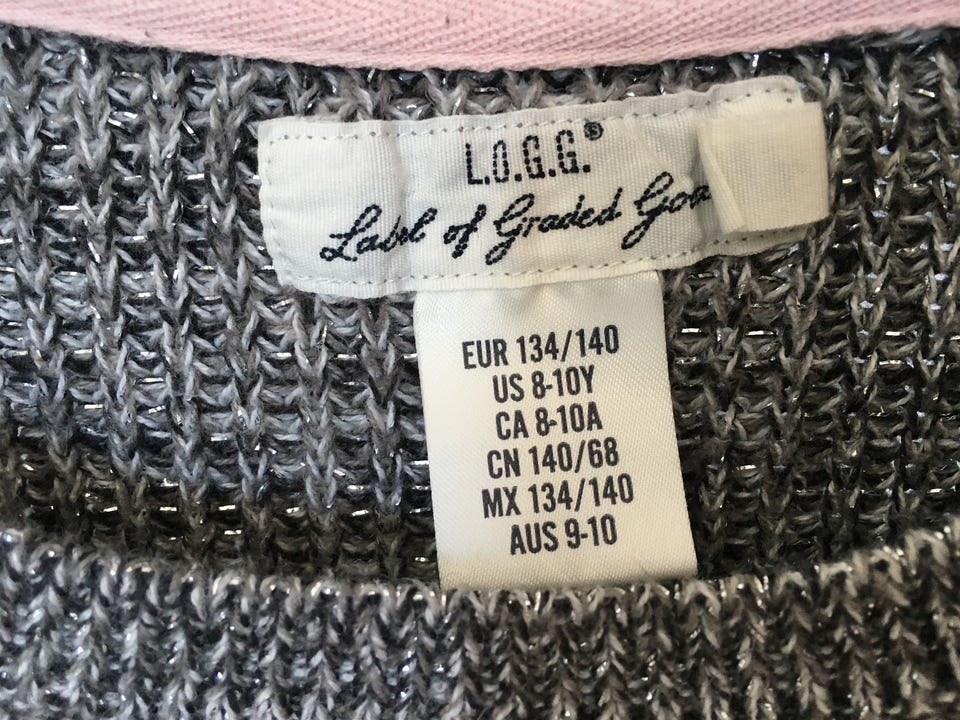 L.O.G.G.®
Label of Graded
EUR 134/140
US 8-10Y
CA 8-10A
CN 140/68
MX 134/140
AUS 9-10